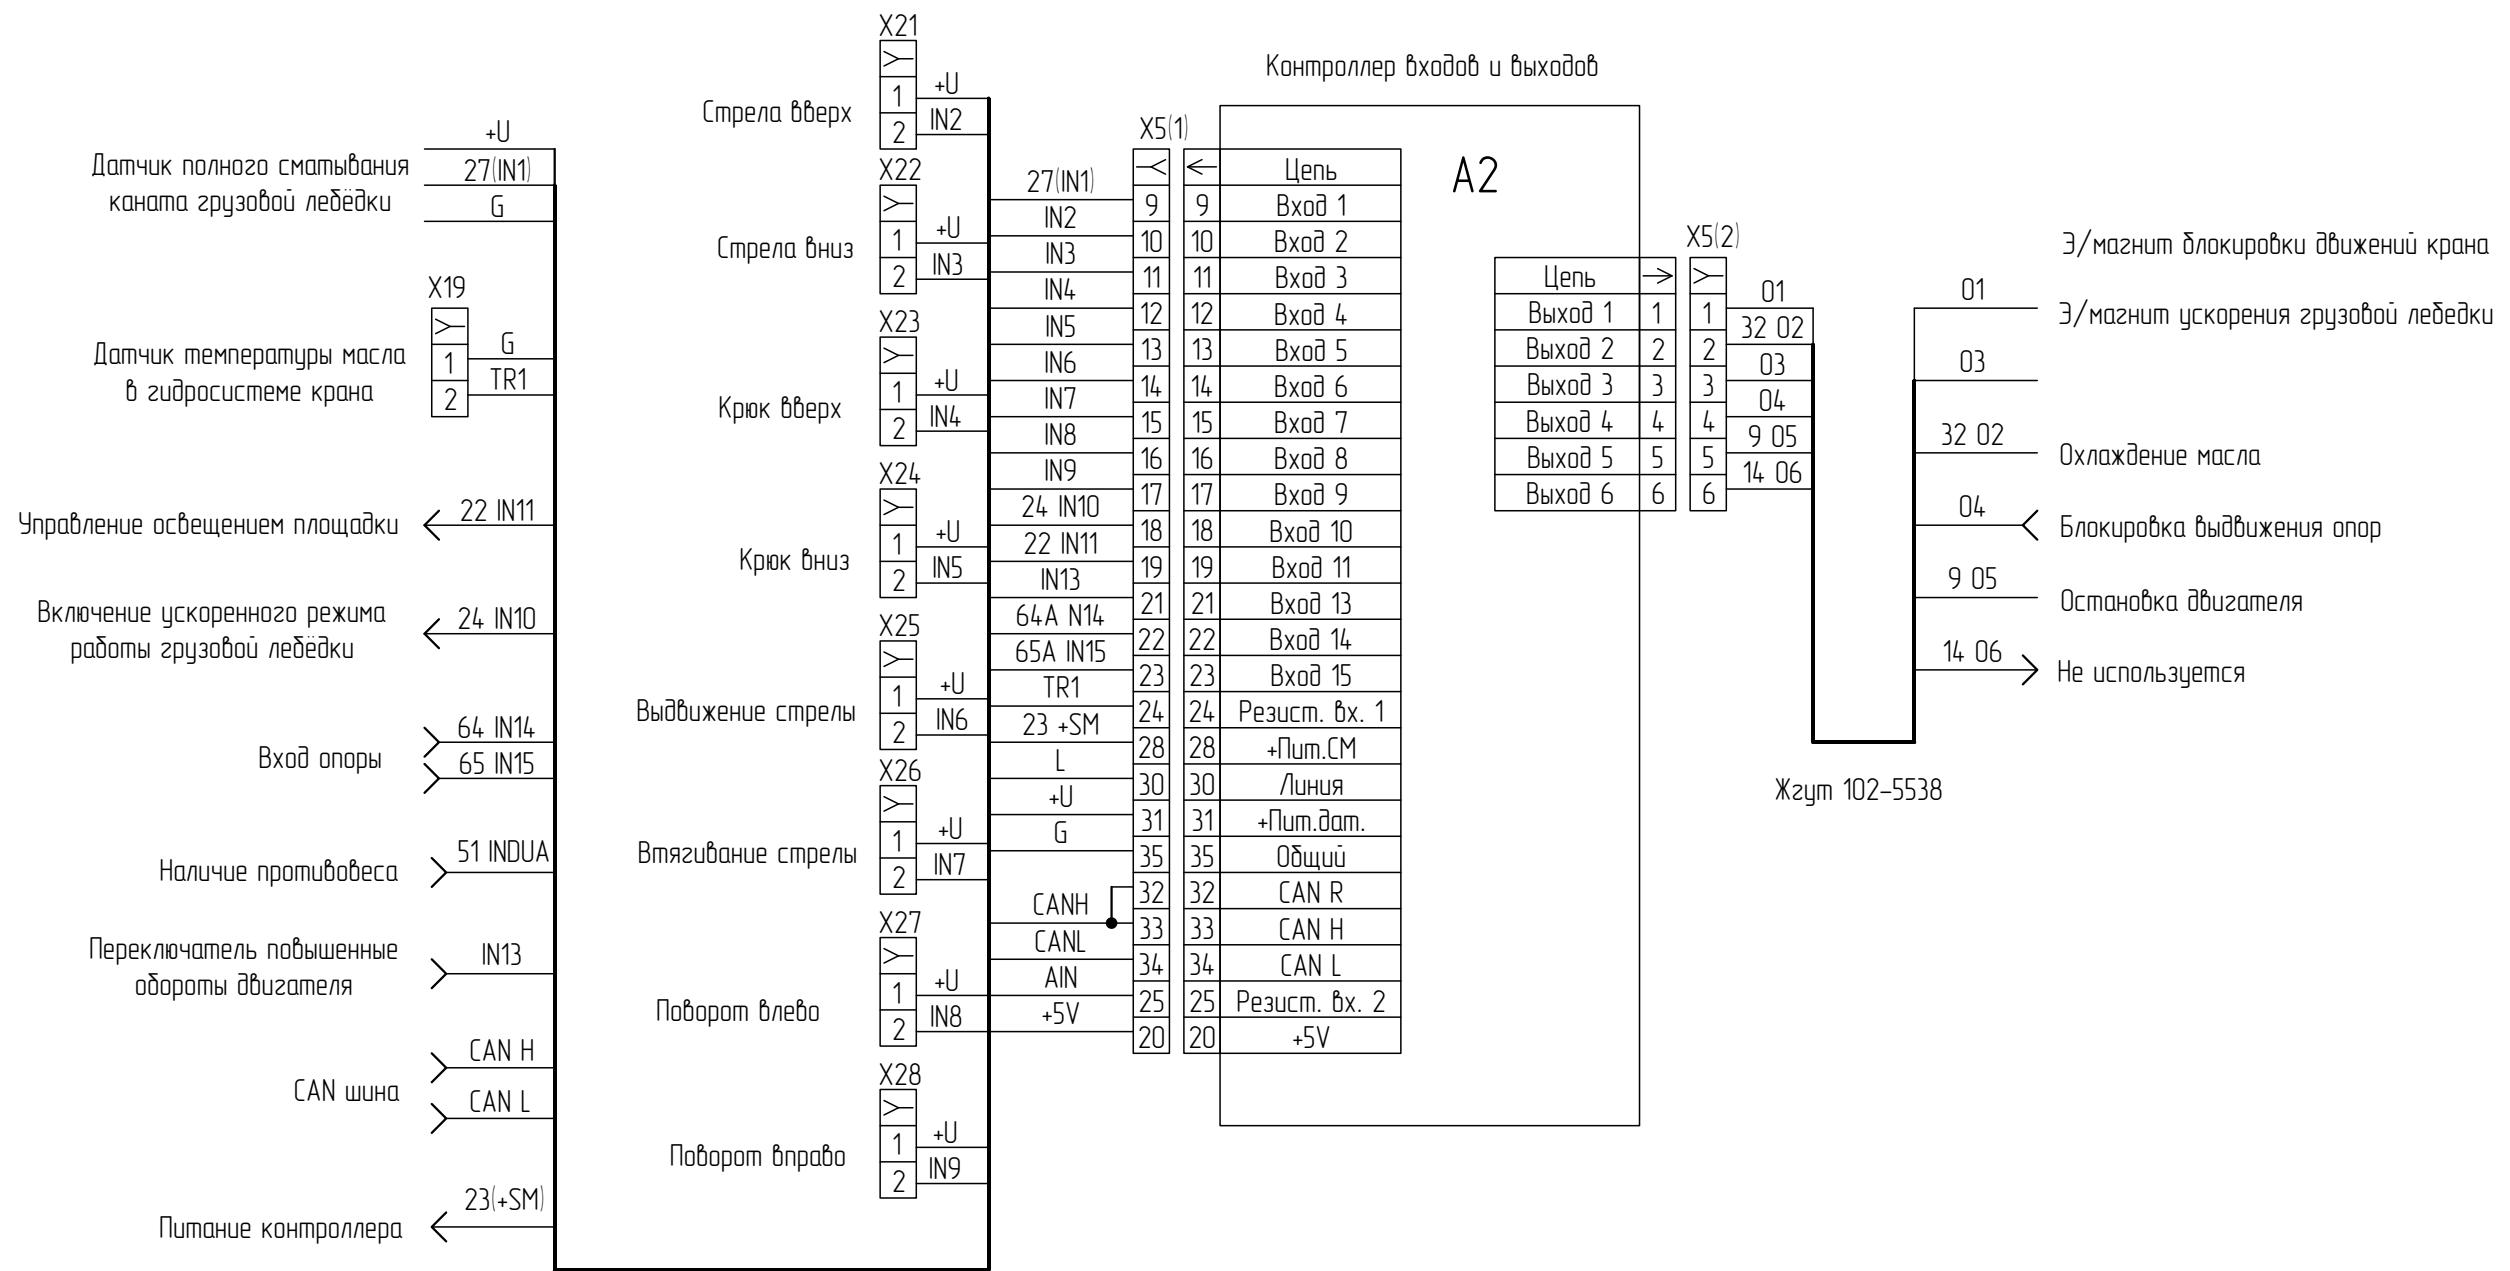 Контроллер входов и выходов
A2
+U
Датчик полного сматывания
27(IN1)
каната грузовой лебёдки
G
X19
Датчик температуры масла
в гидросистеме крана
1
G
2
TR1
Управление освещением площадки
22 IN11
Включение ускоренного режима
работы грузовой лебёдки
24 IN10
Вход опоры
64 IN14
65 IN15
Наличие противовеса
51 INDUA
Переключатель повышенные
обороты двигателя
IN13
CAN шина
CAN H
CAN L
Питание контроллера
23(+SM)
X21
Стрела вверх
1 +U
2 IN2
X22
Стрела вниз
1 +U
2 IN3
X23
Крюк вверх
1 +U
2 IN4
X24
Крюк вниз
1 +U
2 IN5
X25
Выдвижение стрелы
1 +U
2 IN6
X26
Втягивание стрелы
1 +U
2 IN7
X27
Поворот влево
1 +U
2 IN8
X28
Поворот вправо
1 +U
2 IN9
X5(1)
Цепь
27(IN1) 9 9 Вход 1
IN2 10 10 Вход 2
IN3 11 11 Вход 3
IN4 12 12 Вход 4
IN5 13 13 Вход 5
IN6 14 14 Вход 6
IN7 15 15 Вход 7
IN8 16 16 Вход 8
IN9 17 17 Вход 9
24 IN10 18 18 Вход 10
22 IN11 19 19 Вход 11
IN13 21 21 Вход 13
64A N14 22 22 Вход 14
65A IN15 23 23 Вход 15
TR1 24 24 Резист. вх. 1
23 +SM 28 28 +Пит.СМ
L 30 30 Линия
+U 31 31 +Пит.дат.
G 35 35 Общий
32 32 CAN R
CANH 33 33 CAN H
CANL 34 34 CAN L
AIN 25 25 Резист. вх. 2
+5V 20 20 +5V
X5(2)
Цепь
Выход 1 1 1 O1
Выход 2 2 2 32 O2
Выход 3 3 3 O3
Выход 4 4 4 O4
Выход 5 5 5 9 O5
Выход 6 6 6 14 O6
Жгут 102-5538
Э/магнит блокировки движений крана
O1
Э/магнит ускорения грузовой лебедки
O3
32 O2
Охлаждение масла
O4
Блокировка выдвижения опор
9 O5
Остановка двигателя
14 O6
Не используется